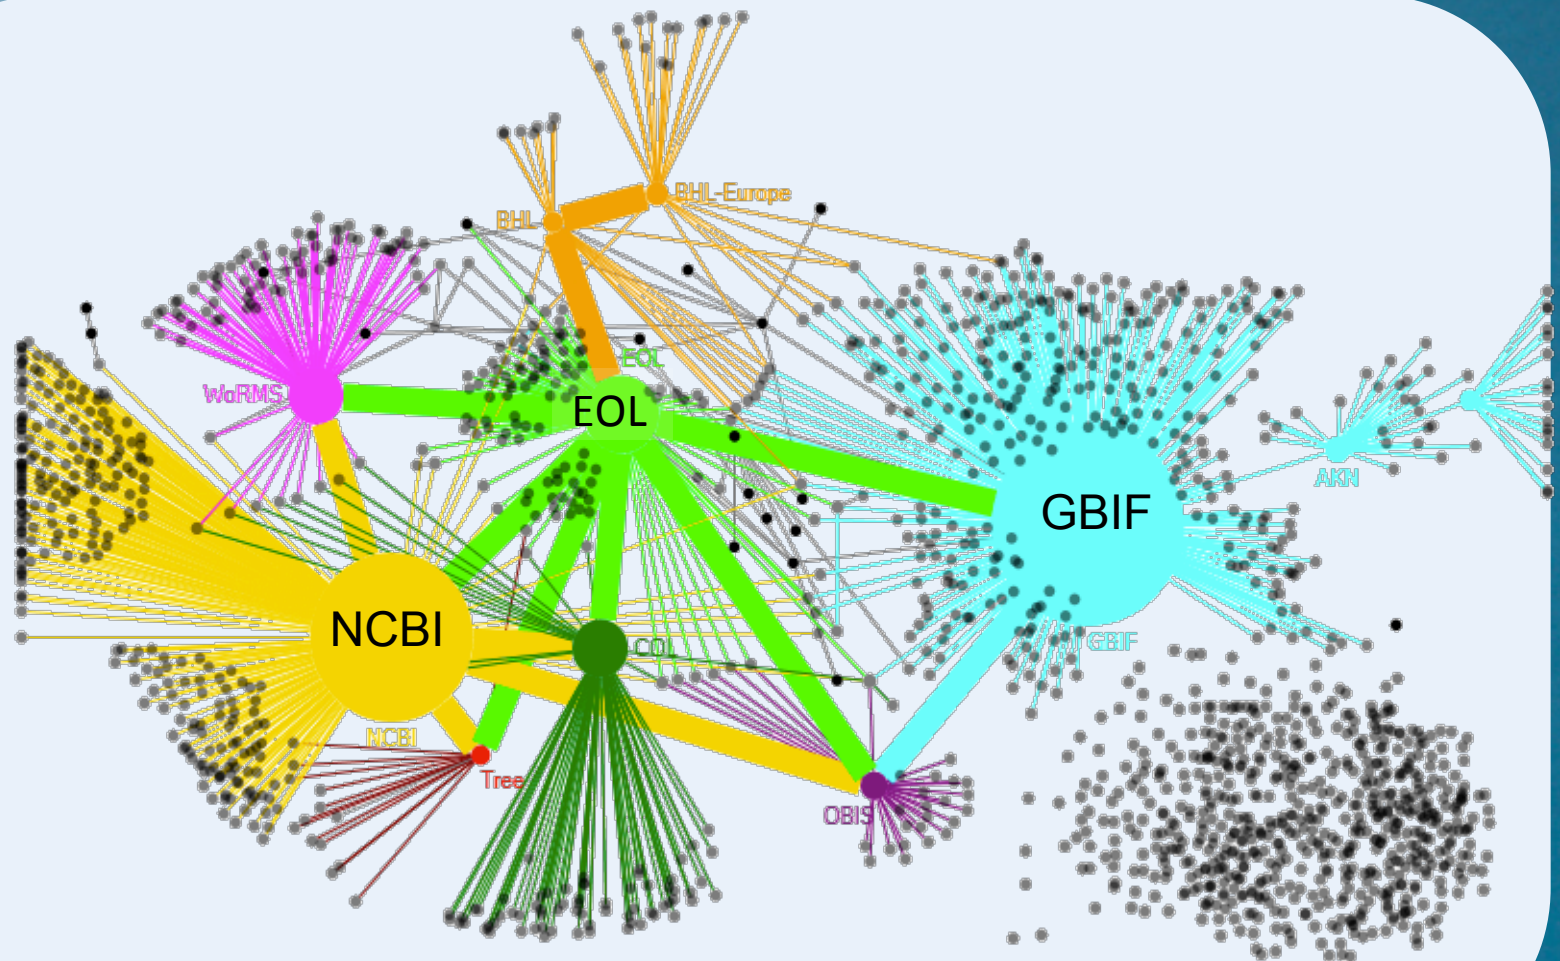 BHL-Europe
BHL
EOL
WoRMS
EOL
AKN
GBIF
NCBI
GBIF
COL
NCBI
Tree
OBIS